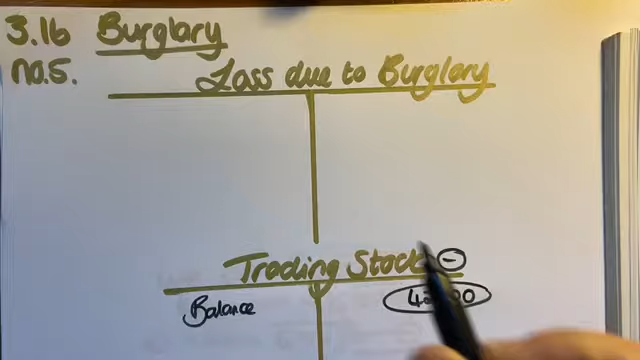 3.16 Burglary
no.5.
Loss due to Burglary
Trading Stock -
Balance